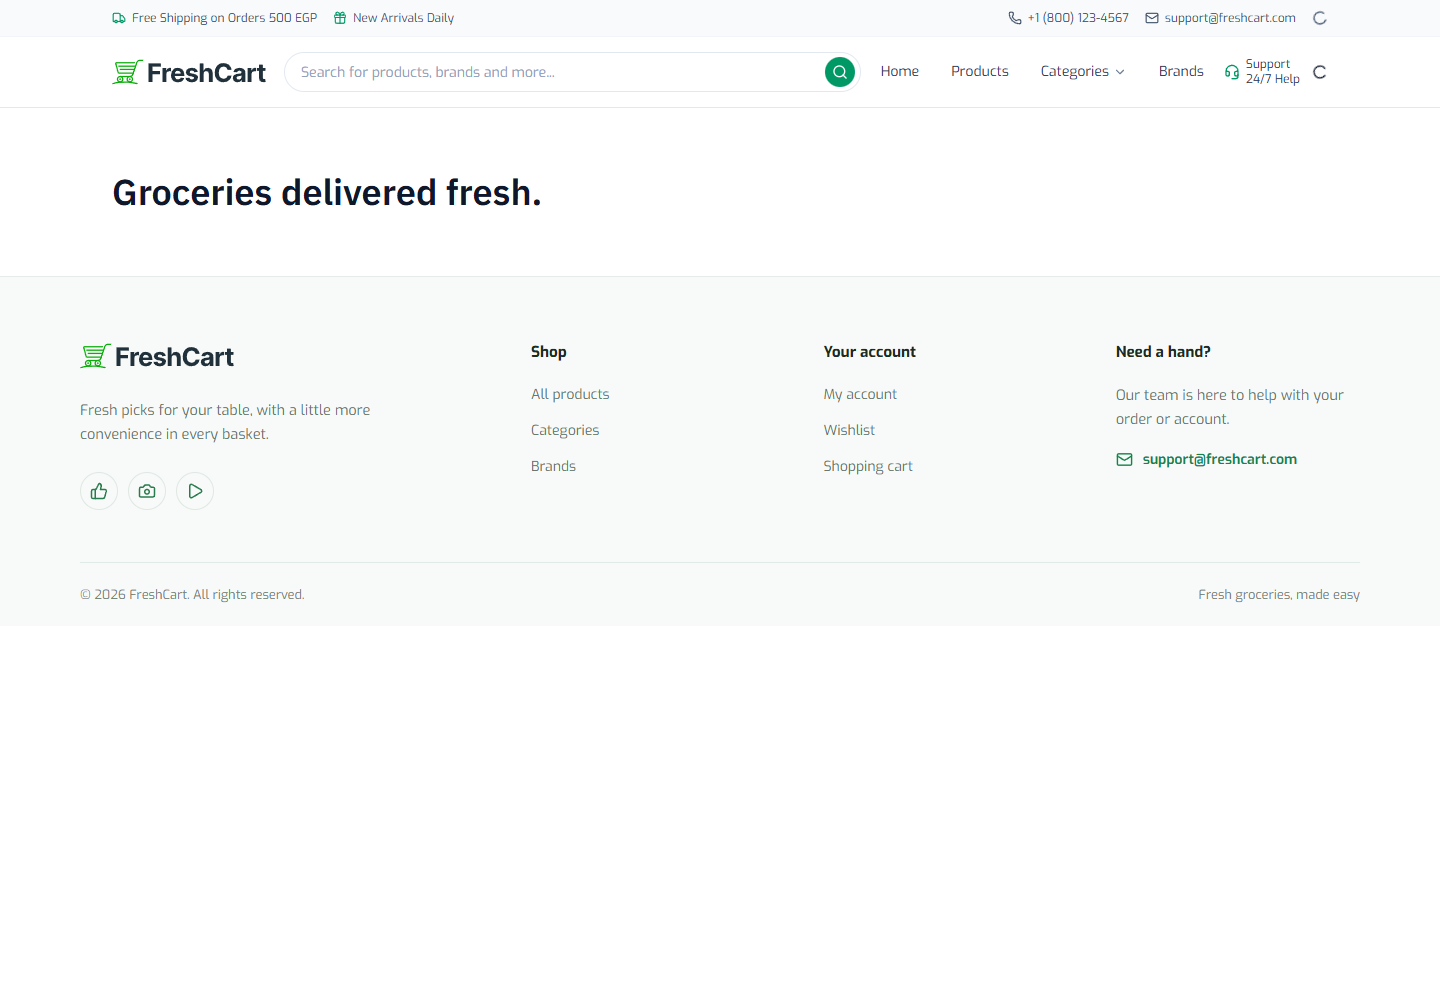 Free Shipping on Orders 500 EGP
New Arrivals Daily
+1 (800) 123-4567
support@freshcart.com
FreshCart
Search for products, brands and more...
Home
Products
Categories
Brands
Support
24/7 Help
Groceries delivered fresh.
FreshCart
Fresh picks for your table, with a little more
convenience in every basket.
Shop
All products
Categories
Brands
Your account
My account
Wishlist
Shopping cart
Need a hand?
Our team is here to help with your
order or account.
support@freshcart.com
© 2026 FreshCart. All rights reserved.
Fresh groceries, made easy